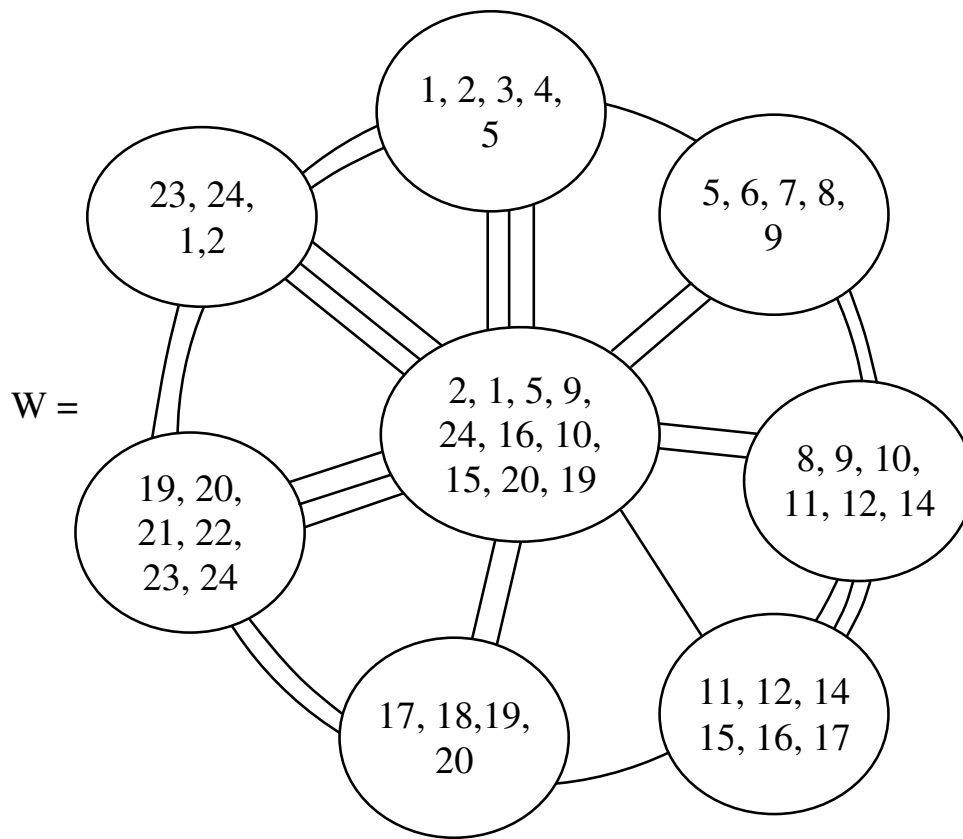 1, 2, 3, 4,
5
23, 24,
1,2
5, 6, 7, 8,
9
W =
2, 1, 5, 9,
24, 16, 10,
15, 20, 19
8, 9, 10,
11, 12, 14
19, 20,
21, 22,
23, 24
11, 12, 14
15, 16, 17
17, 18,19,
20